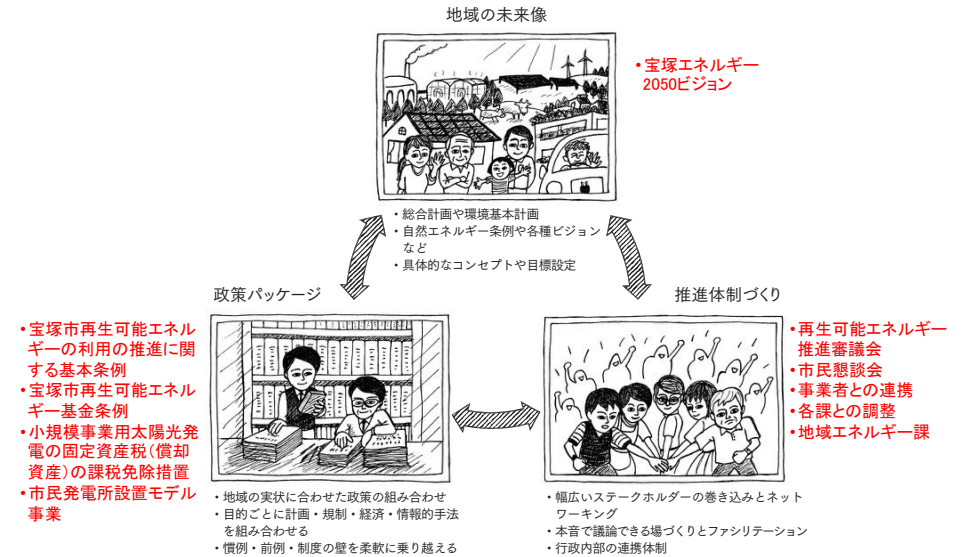 地域の未来像
・宝塚エネルギー
2050ビジョン
・総合計画や環境基本計画
・自然エネルギー条例や各種ビジョン
など
・具体的なコンセプトや目標設定
政策パッケージ
・宝塚市再生可能エネル
ギーの利用の推進に関
する基本条例
・宝塚市再生可能エネル
ギー基金条例
・小規模事業用太陽光発
電の固定資産税(償却
資産)の課税免除措置
・市民発電所設置モデル
事業
・地域の実状に合わせた政策の組み合わせ
・目的ごとに計画・規制・経済・情報的手法
を組み合わせる
・慣例・前例・制度の壁を柔軟に乗り越える
推進体制づくり
・再生可能エネルギー
推進審議会
・市民懇談会
・事業者との連携
・各課との調整
・地域エネルギー課
・幅広いステークホルダーの巻き込みとネット
ワーキング
・本音で議論できる場づくりとファシリテーション
・行政内部の連携体制